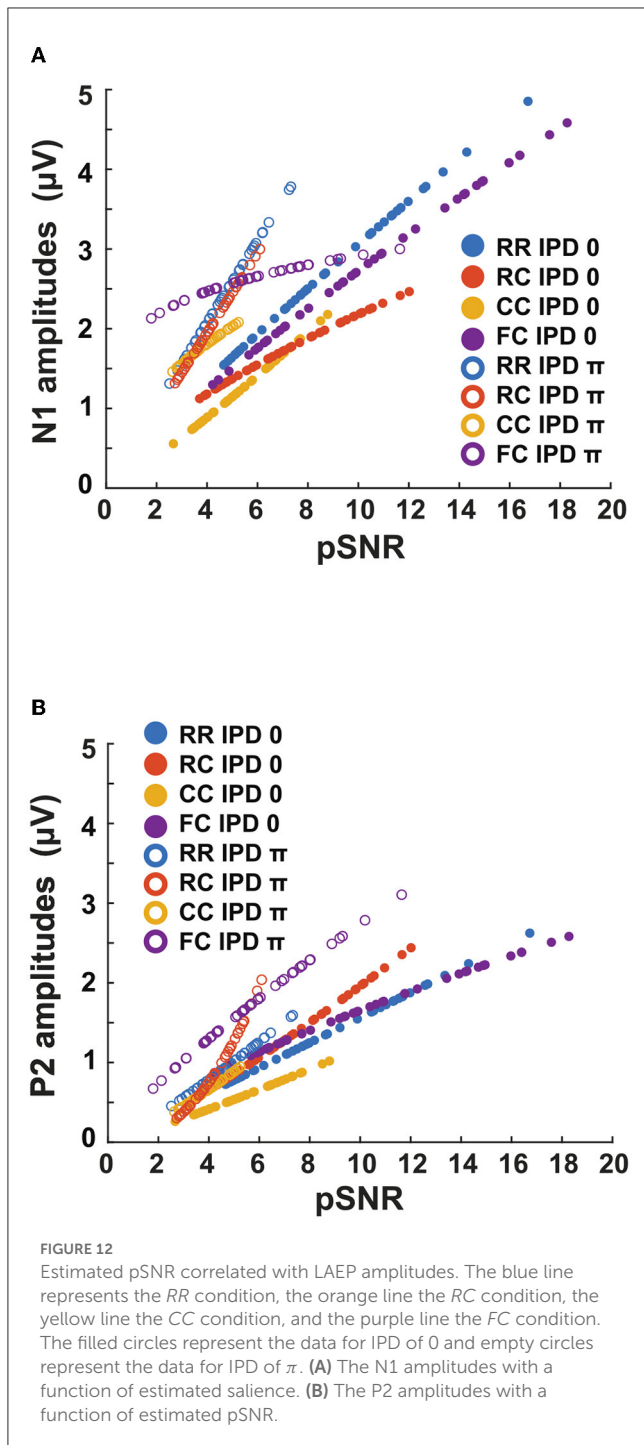 A
5
4
3
2
1
0
N1 amplitudes (μV)
RR IPD 0
RC IPD 0
CC IPD 0
FC IPD 0
RR IPD π
RC IPD π
CC IPD π
FC IPD π
0 2 4 6 8 10 12 14 16 18 20
pSNR
B
RR IPD 0
RC IPD 0
CC IPD 0
FC IPD 0
RR IPD π
RC IPD π
CC IPD π
FC IPD π
5
4
3
2
1
0
P2 amplitudes (μV)
0 2 4 6 8 10 12 14 16 18 20
pSNR
FIGURE 12
Estimated pSNR correlated with LAEP amplitudes. The blue line
represents the RR condition, the orange line the RC condition, the
yellow line the CC condition, and the purple line the FC condition.
The filled circles represent the data for IPD of 0 and empty circles
represent the data for IPD of π. (A) The N1 amplitudes with a
function of estimated salience. (B) The P2 amplitudes with a
function of estimated pSNR.